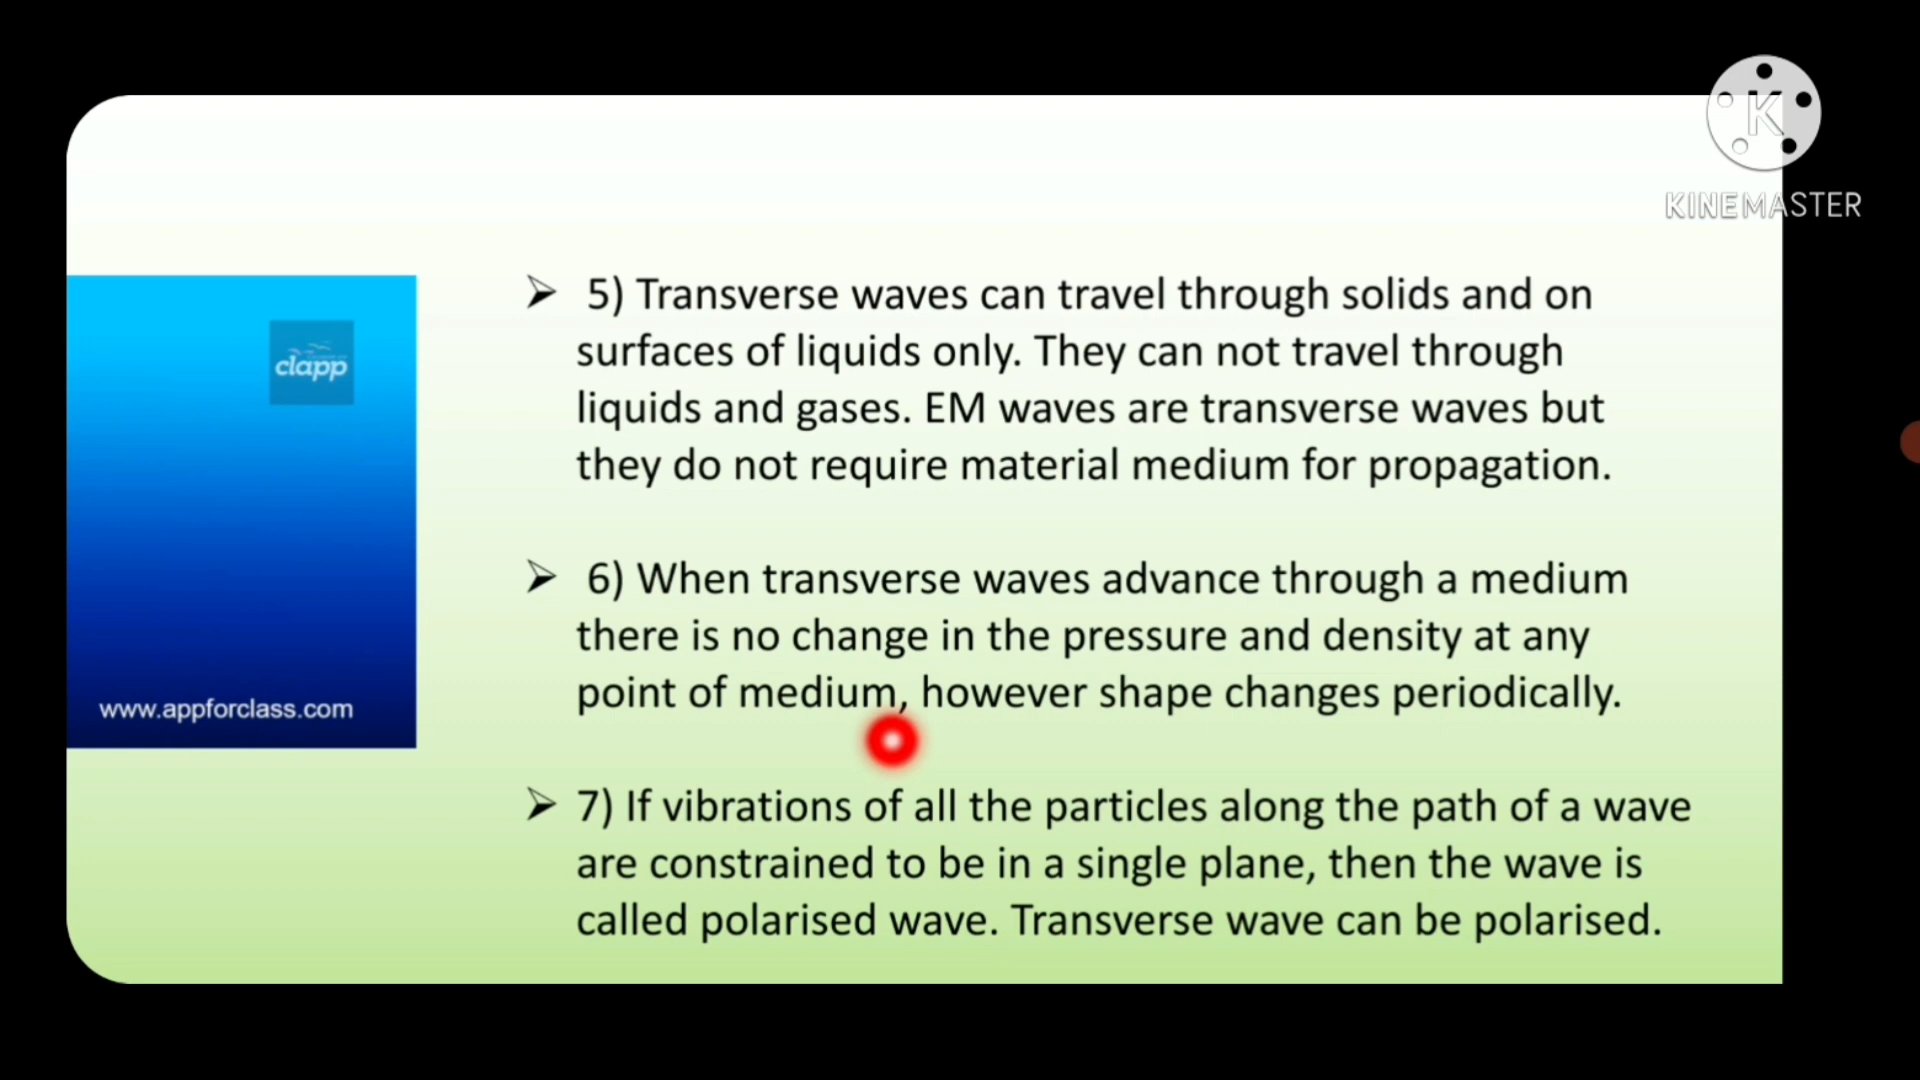 K
KINEMASTER
5) Transverse waves can travel through solids and on
surfaces of liquids only. They can not travel through
liquids and gases. EM waves are transverse waves but
they do not require material medium for propagation.
6) When transverse waves advance through a medium
there is no change in the pressure and density at any
point of medium, however shape changes periodically.
7) If vibrations of all the particles along the path of a wave
are constrained to be in a single plane, then the wave is
called polarised wave. Transverse wave can be polarised.
clapp
www.appforclass.com